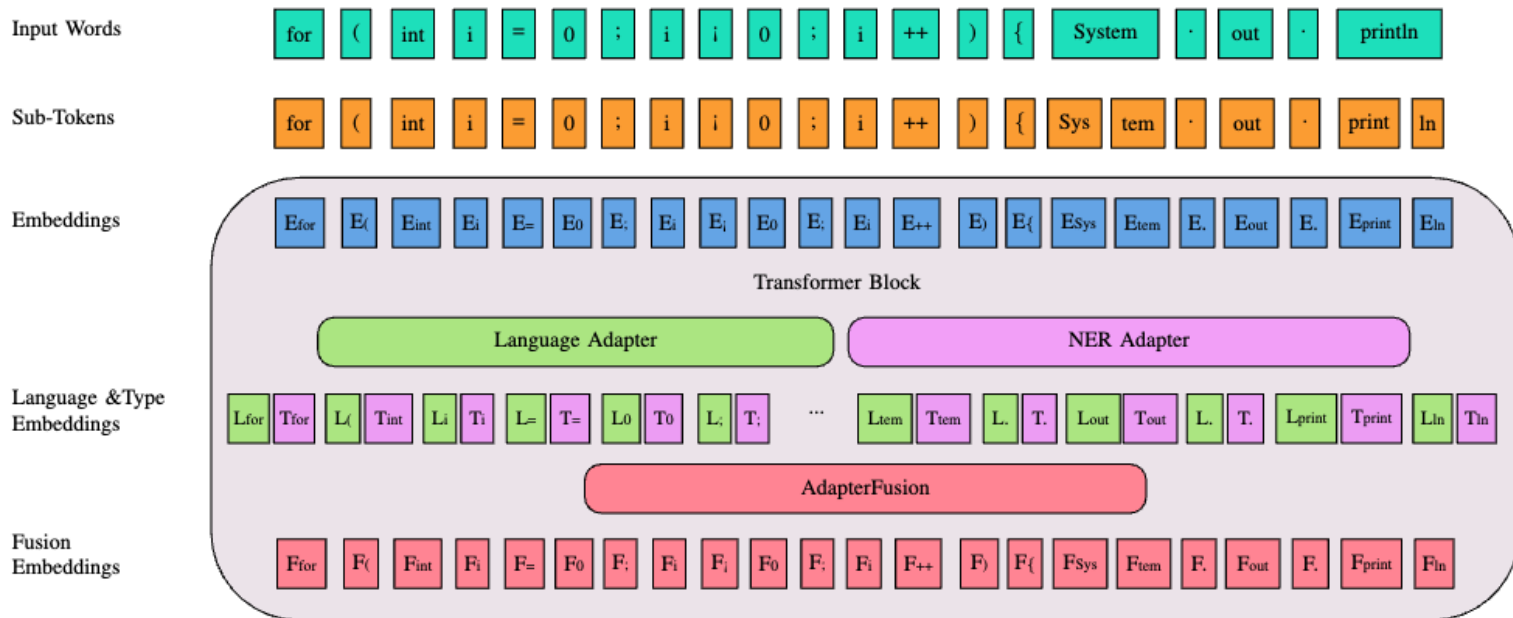 Input Words for ( int i = 0 ; i ¡ 0 ; i ++ ) { System . out . println
Sub-Tokens for ( int i = 0 ; i ¡ 0 ; i ++ ) { Sys tem . out . print ln
Embeddings Efor E( Eint Ei E= E0 E; Ei E¡ E0 E; Ei E++ E) E{ ESys Etem E. Eout E. Eprint Eln
Transformer Block
Language Adapter NER Adapter
Language &Type
Embeddings Lfor Tfor L( Tint Li Ti L= T= L0 T0 L; T; ... Ltem Ttem L. T. Lout Tout L. T. Lprint Tprint Lln Tln
AdapterFusion
Fusion
Embeddings Ffor F( Fint Fi F= F0 F; Fi F¡ F0 F; Fi F++ F) F{ FSys Ftem F. Fout F. Fprint Fln